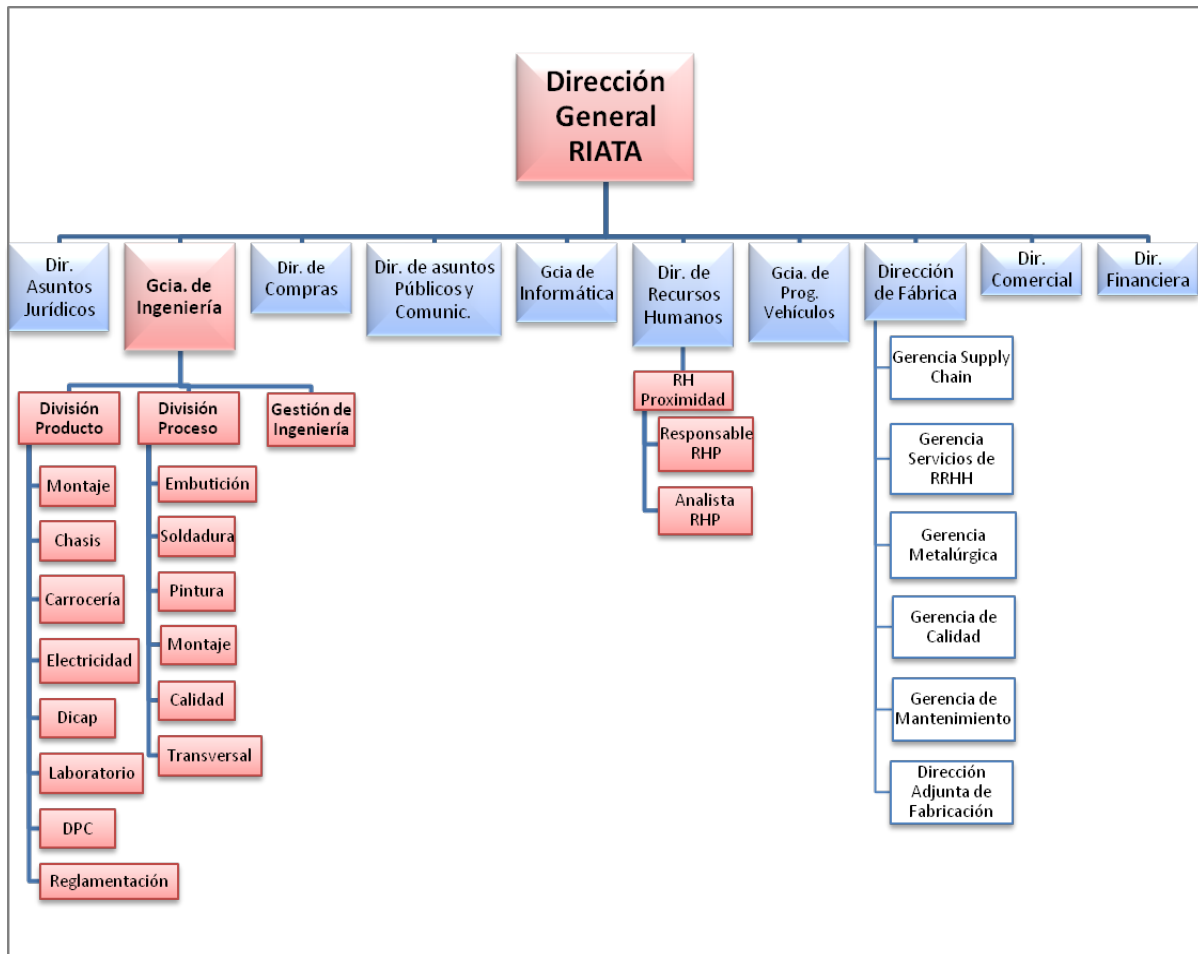 Dirección
General
RIATA
Dir.
Asuntos
Jurídicos
Gcia. de
Ingeniería
Dir. de
Compras
Dir. de asuntos
Públicos y
Comunic.
Gcia de
Informática
Dir. de
Recursos
Humanos
Gcia. de
Prog.
Vehículos
Dirección
de Fábrica
Dir.
Comercial
Dir.
Financiera
División
Producto
Montaje
Chasis
Carrocería
Electricidad
Dicap
Laboratorio
DPC
Reglamentación
División
Proceso
Embutición
Soldadura
Pintura
Montaje
Calidad
Transversal
Gestión de
Ingeniería
RH
Proximidad
Responsable
RHP
Analista
RHP
Gerencia Supply
Chain
Gerencia
Servicios de
RRHH
Gerencia
Metalúrgica
Gerencia de
Calidad
Gerencia de
Mantenimiento
Dirección
Adjunta de
Fabricación